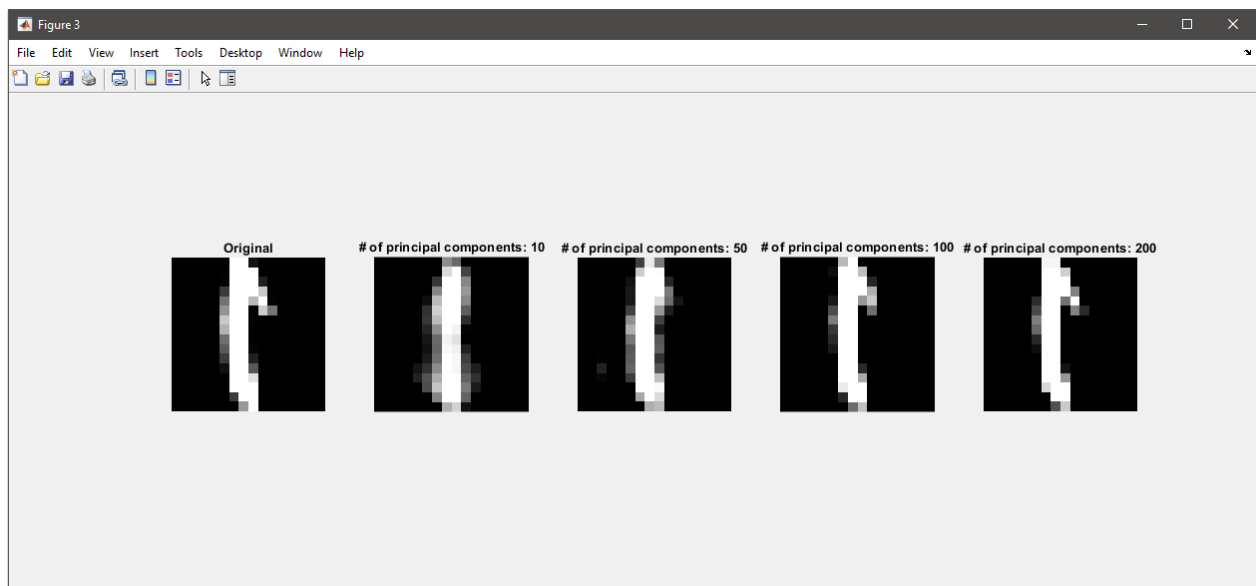 Figure 3
File Edit View Insert Tools Desktop Window Help
Original
# of principal components: 10
# of principal components: 50
# of principal components: 100
# of principal components: 200